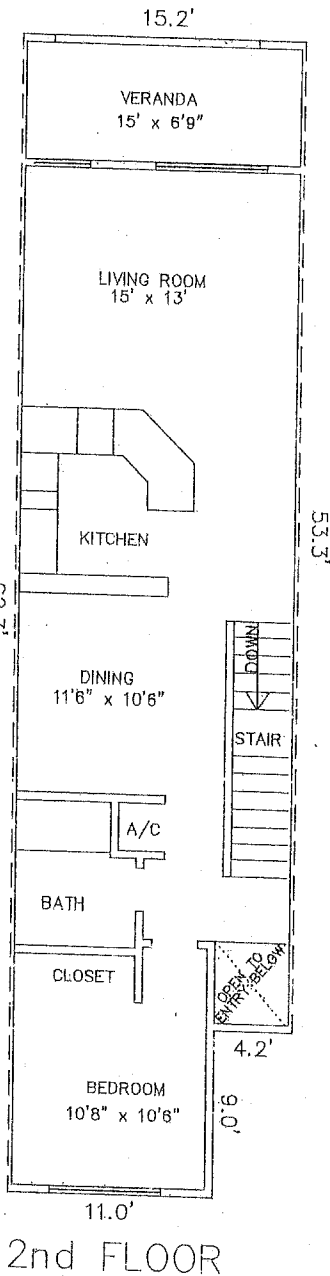 15.2'
VERANDA
15' x 6'9"
LIVING ROOM
15' x 13'
53.3'
KITCHEN
DINING
11'6" x 10'6"
DOWN
STAIR
A/C
BATH
CLOSET
OPEN TO
ENTRY BELOW
4.2'
BEDROOM
10'8" x 10'6"
9.0'
11.0'
2nd FLOOR